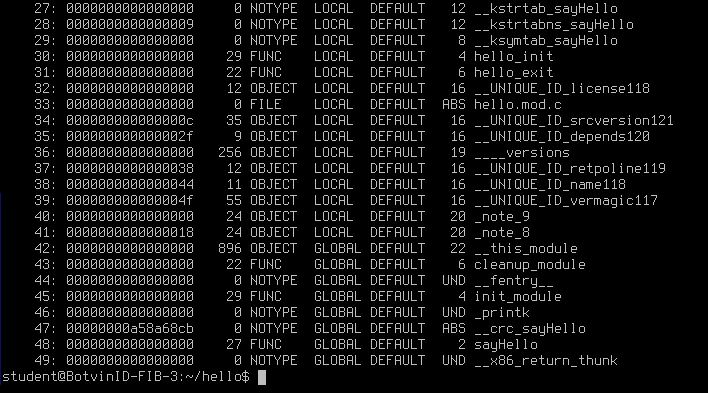 27: 0000000000000000     0 NOTYPE  LOCAL  DEFAULT   12 __kstrtab_sayHello
28: 0000000000000009     0 NOTYPE  LOCAL  DEFAULT   12 __kstrtabns_sayHello
29: 0000000000000000     0 NOTYPE  LOCAL  DEFAULT    8 __ksymtab_sayHello
30: 0000000000000000    29 FUNC    LOCAL  DEFAULT    4 hello_init
31: 0000000000000000    22 FUNC    LOCAL  DEFAULT    6 hello_exit
32: 0000000000000000    12 OBJECT  LOCAL  DEFAULT   16 __UNIQUE_ID_license118
33: 0000000000000000     0 FILE    LOCAL  DEFAULT  ABS hello.mod.c
34: 000000000000000c    35 OBJECT  LOCAL  DEFAULT   16 __UNIQUE_ID_srcversion121
35: 000000000000002f     9 OBJECT  LOCAL  DEFAULT   16 __UNIQUE_ID_depends120
36: 0000000000000000   256 OBJECT  LOCAL  DEFAULT   19 ____versions
37: 0000000000000038    12 OBJECT  LOCAL  DEFAULT   16 __UNIQUE_ID_retpoline119
38: 0000000000000044    11 OBJECT  LOCAL  DEFAULT   16 __UNIQUE_ID_name118
39: 000000000000004f    55 OBJECT  LOCAL  DEFAULT   16 __UNIQUE_ID_vermagic117
40: 0000000000000000    24 OBJECT  LOCAL  DEFAULT   20 _note_9
41: 0000000000000018    24 OBJECT  LOCAL  DEFAULT   20 _note_8
42: 0000000000000000   896 OBJECT  GLOBAL DEFAULT   22 __this_module
43: 0000000000000000    22 FUNC    GLOBAL DEFAULT    6 cleanup_module
44: 0000000000000000     0 NOTYPE  GLOBAL DEFAULT  UND __fentry__
45: 0000000000000000    29 FUNC    GLOBAL DEFAULT    4 init_module
46: 0000000000000000     0 NOTYPE  GLOBAL DEFAULT  UND _printk
47: 00000000a58a68cb     0 NOTYPE  GLOBAL DEFAULT  ABS __crc_sayHello
48: 0000000000000000    27 FUNC    GLOBAL DEFAULT    2 sayHello
49: 0000000000000000     0 NOTYPE  GLOBAL DEFAULT  UND __x86_return_thunk
student@BotvinID-FIB-3:~/hello$